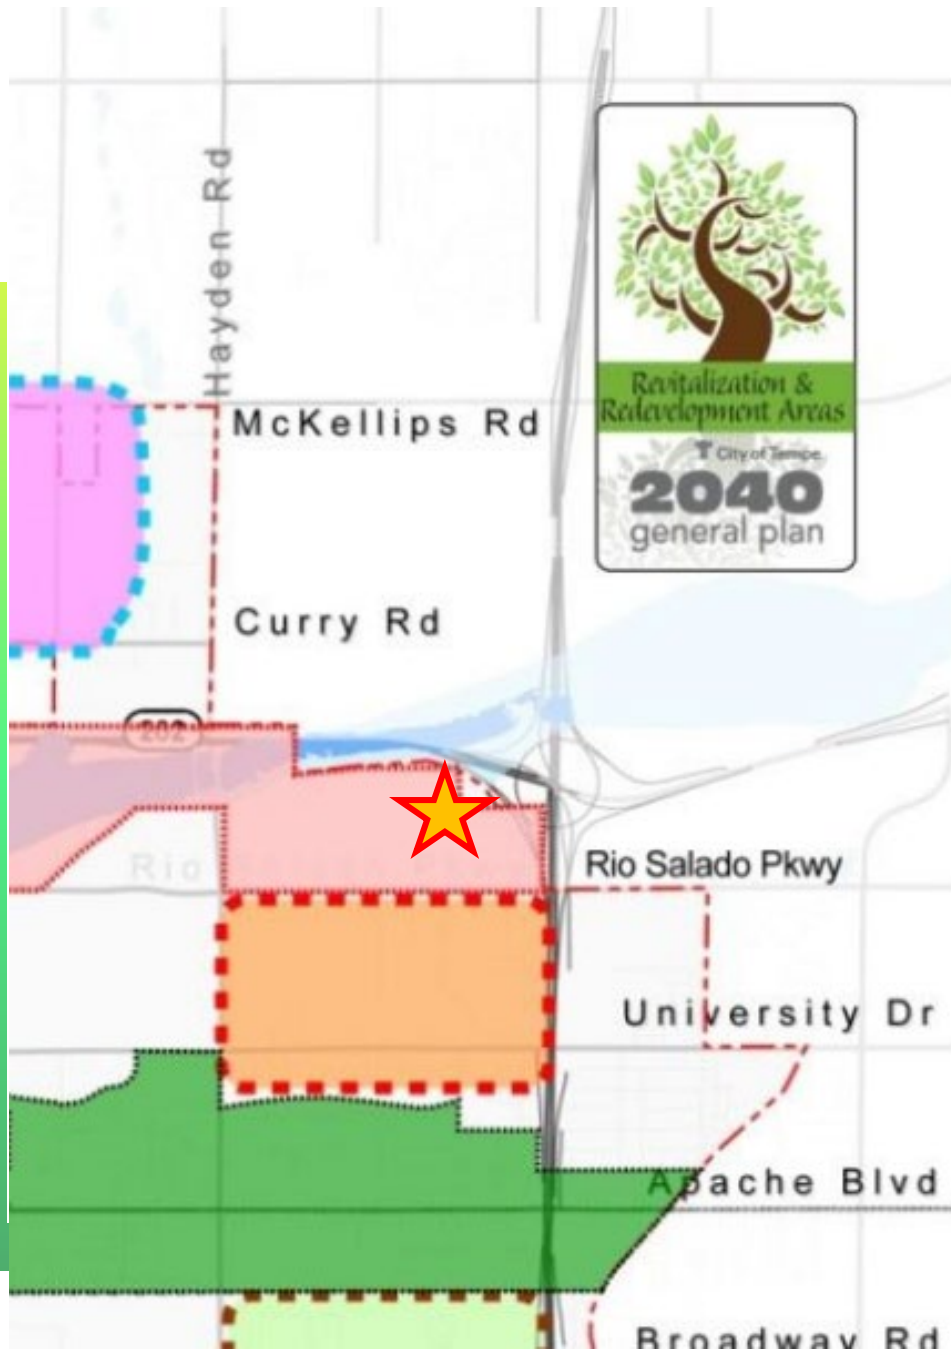 Hayden Rd
Revitalization &
Redevelopment Areas
City of Tempe
2040
general plan
McKellips Rd
Curry Rd
202
Rio Salado Pkwy
Rio
University Dr
Apache Blvd
Broadway Rd